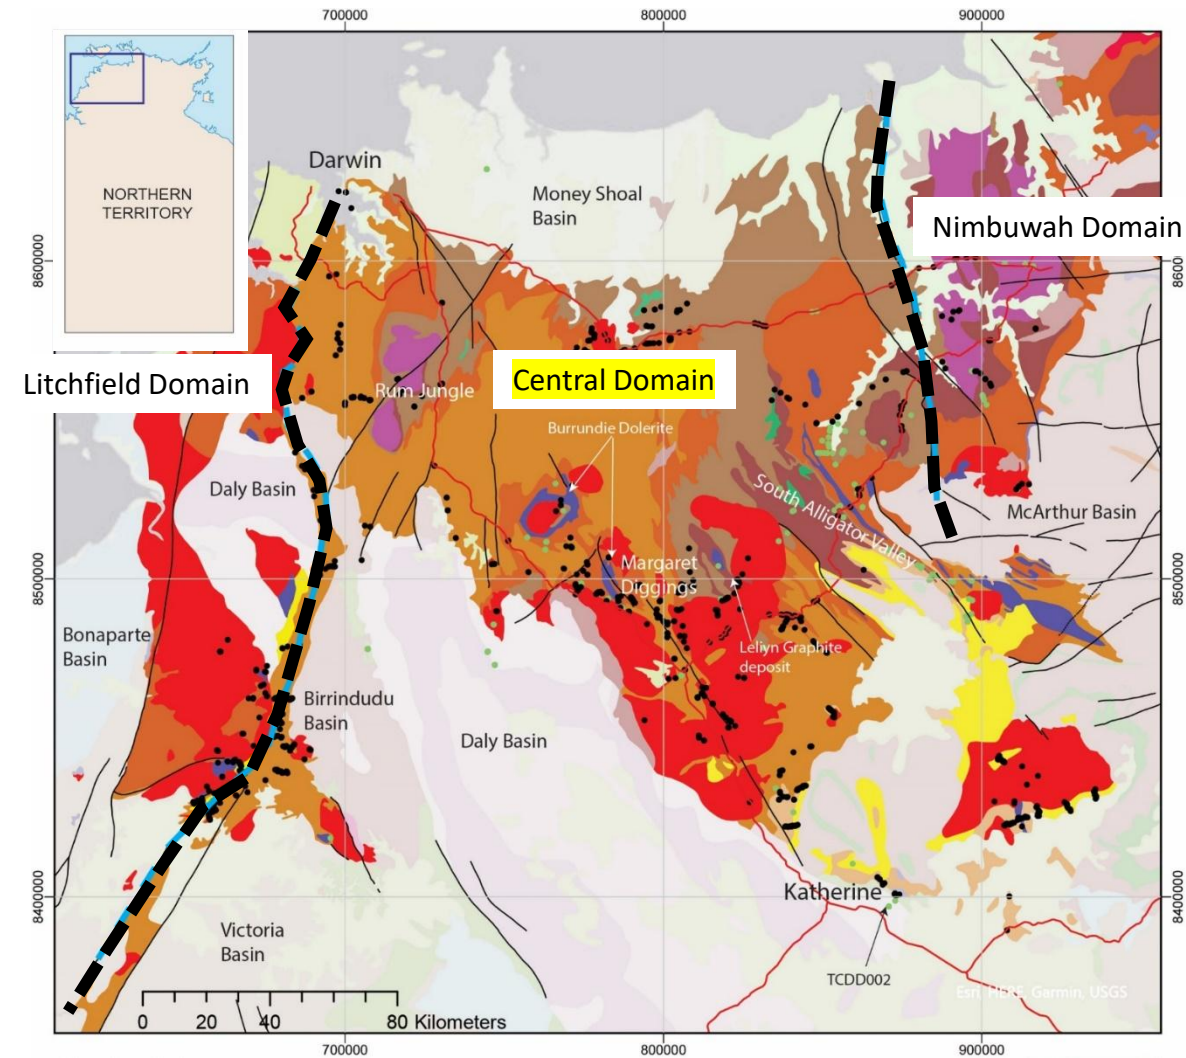 700000
800000
900000
NORTHERN
TERRITORY
Darwin
Money Shoal
Basin
Nimbuwah Domain
8600000
8600
Litchfield Domain
Central Domain
Rum Jungle
Burrundie Dolerite
Daly Basin
South Alligator Valley
McArthur Basin
Margaret
Diggings
8500000
8500000
Bonaparte
Basin
Leliyn Graphite
deposit
Birrindudu
Basin
Daly Basin
Katherine
8400000
8400000
Victoria
Basin
TCDD002
Esri, HERE, Garmin, USGS
0 20 40 80 Kilometers
700000
800000
900000